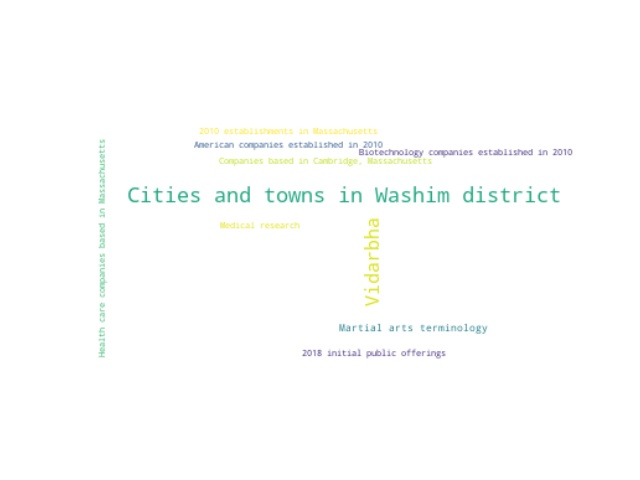 2010 establishments in Massachusetts
American companies established in 2010
Biotechnology companies established in 2010
Companies based in Cambridge, Massachusetts
Health care companies based in Massachusetts
Cities and towns in Washim district
Medical research
Vidarbha
Martial arts terminology
2018 initial public offerings